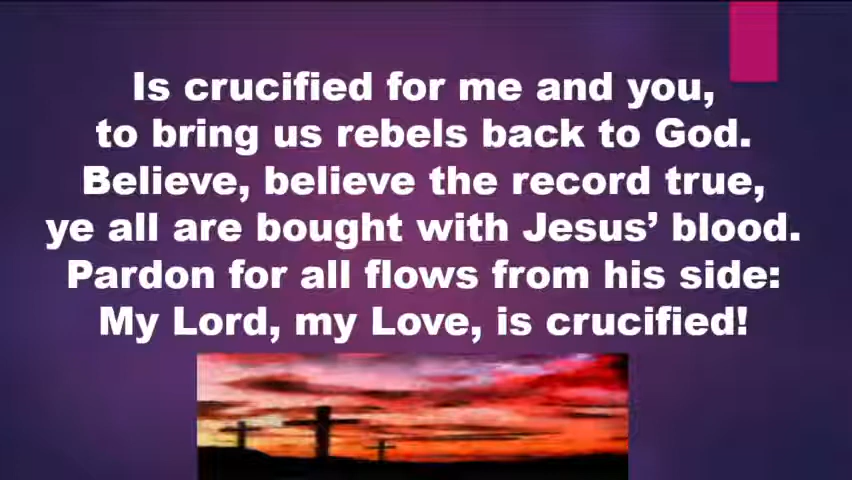 Is crucified for me and you,
to bring us rebels back to God.
Believe, believe the record true,
ye all are bought with Jesus’ blood.
Pardon for all flows from his side:
My Lord, my Love, is crucified!